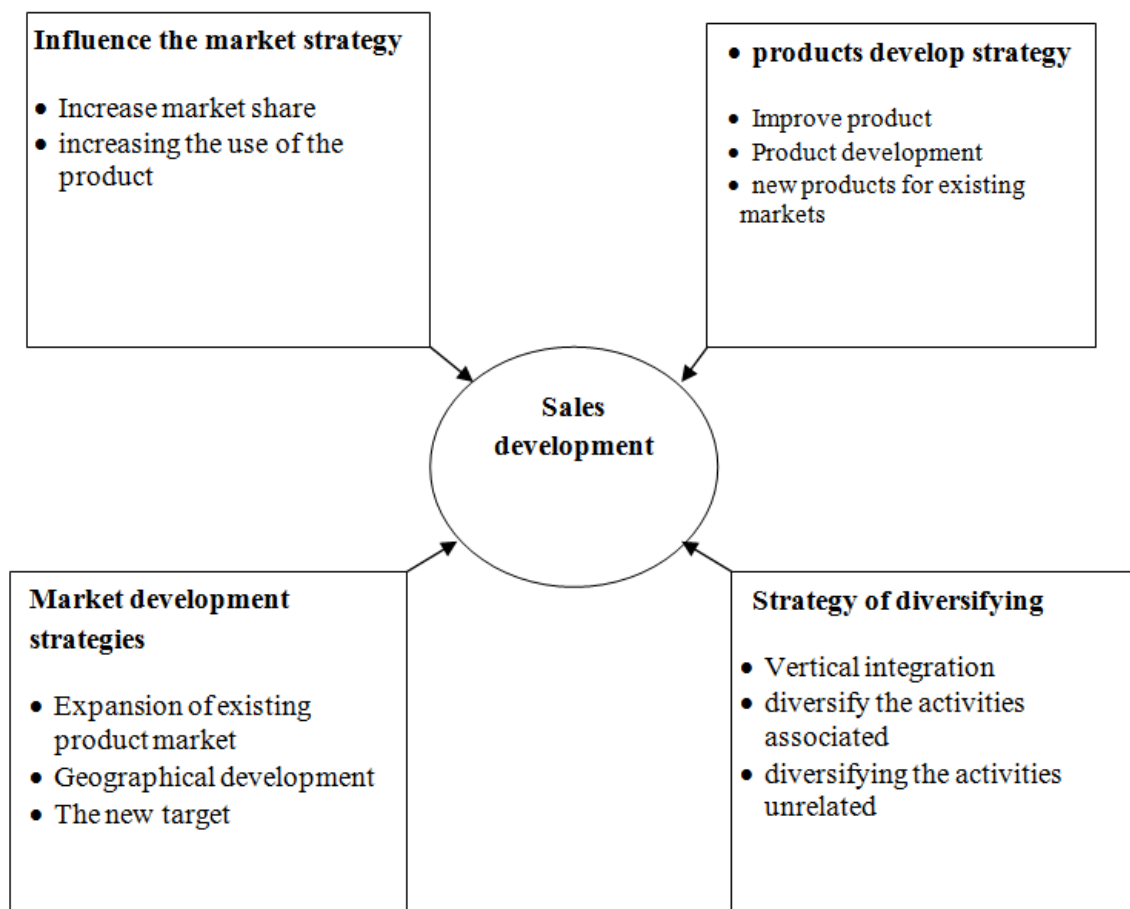 Influence the market strategy
• Increase market share
• increasing the use of the
product
• products develop strategy
• Improve product
• Product development
• new products for existing
markets
Sales
development
Market development
strategies
• Expansion of existing
product market
• Geographical development
• The new target
Strategy of diversifying
• Vertical integration
• diversify the activities
associated
• diversifying the activities
unrelated